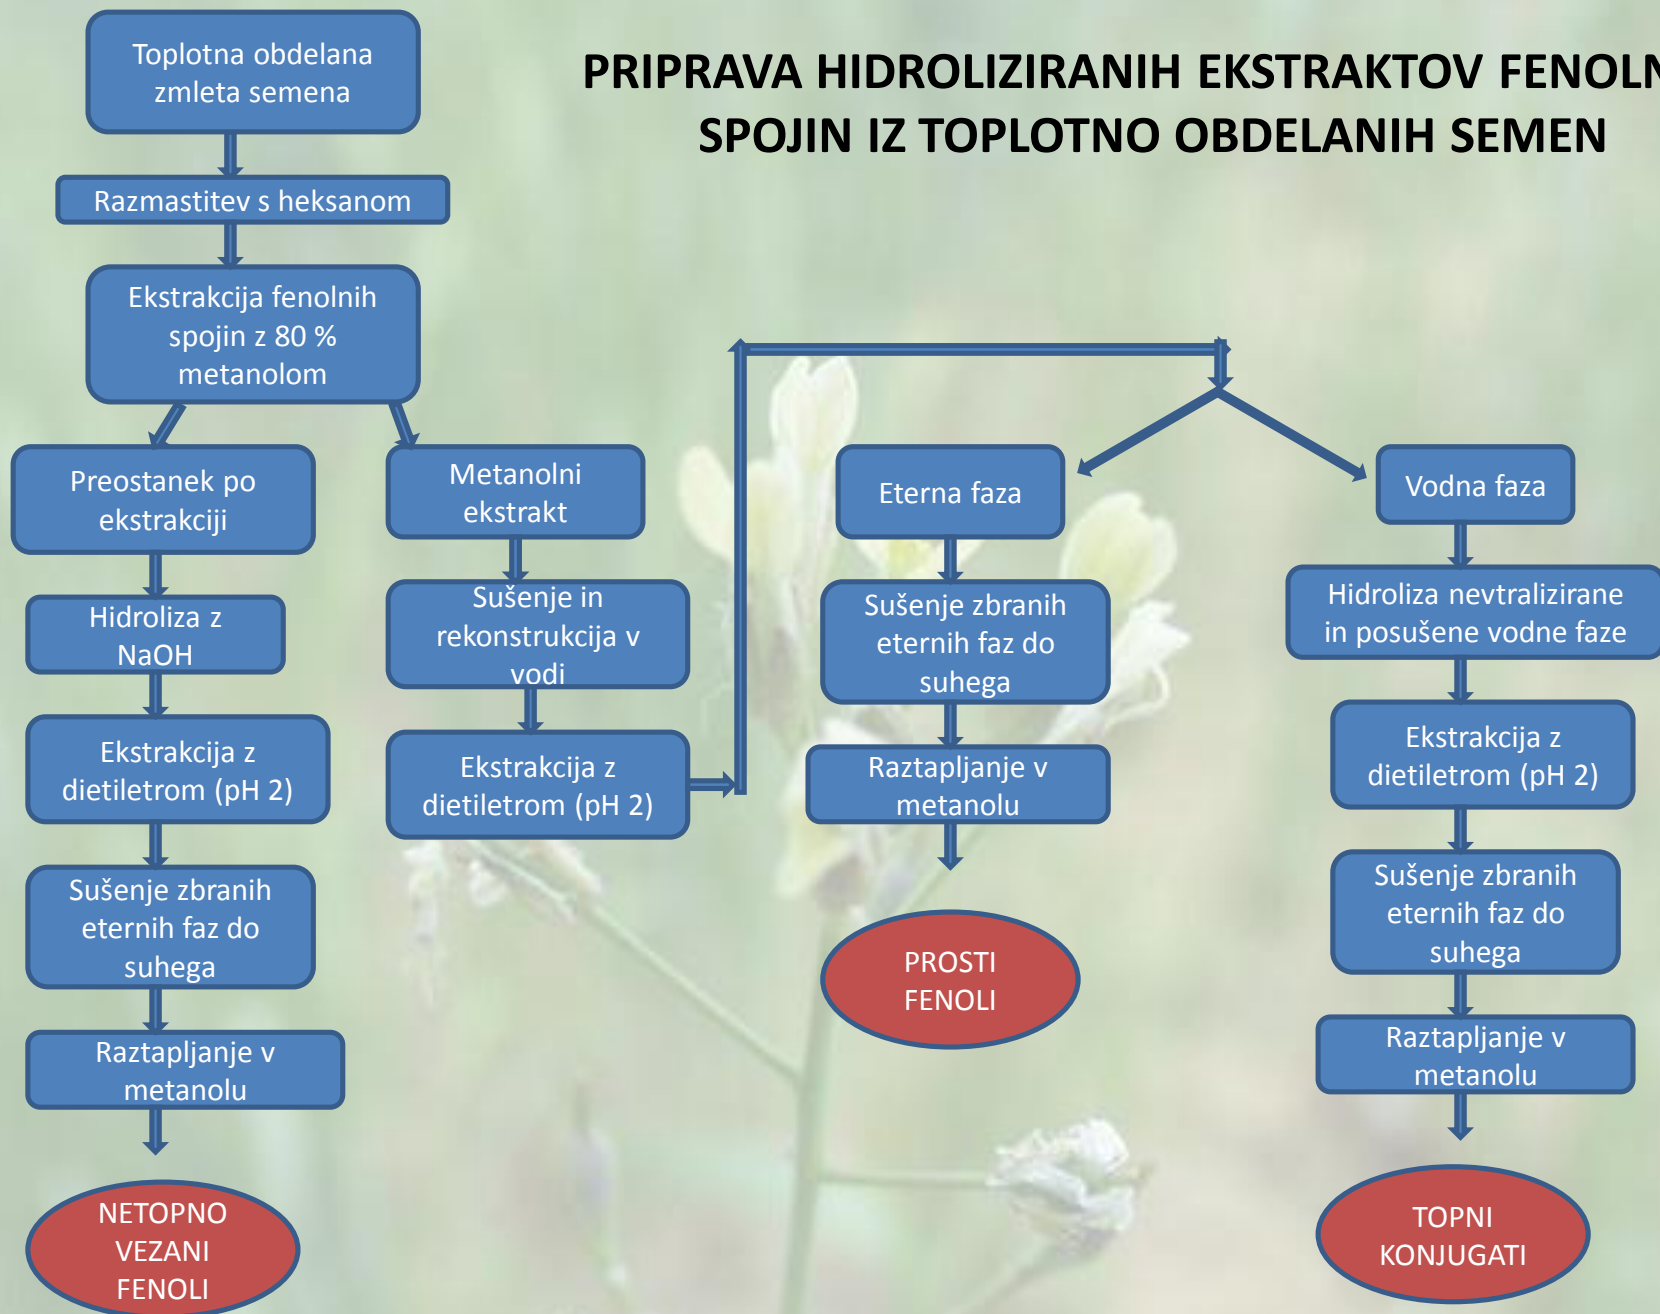 PRIPRAVA HIDROLIZIRANIH EKSTRAKTOV
SPOJIN IZ TOPLOTNO OBDELANIH SEMEN
Toplotna obdelana
zmleta semena
Razmastitev s heksanom
Ekstrakcija fenolnih
spojin z 80 %
metanolom
Preostanek po
ekstrakciji
Hidroliza z
NaOH
Ekstrakcija z
dietiletrom (pH 2)
Sušenje zbranih
eternih faz do
suhega
Raztapljanje v
metanolu
NETOPNO
VEZANI
FENOLI
Metanolni
ekstrakt
Sušenje in
rekonstrukcija v
vodi
Ekstrakcija z
dietiletrom (pH 2)
Eterna faza
Sušenje zbranih
eternih faz do
suhega
Raztapljanje v
metanolu
PROSTI
FENOLI
Vodna faza
Hidroliza nevtralizirane
in posušene vodne faze
Ekstrakcija z
dietiletrom (pH 2)
Sušenje zbranih
eternih faz do
suhega
Raztapljanje v
metanolu
TOPNI
KONJUGATI